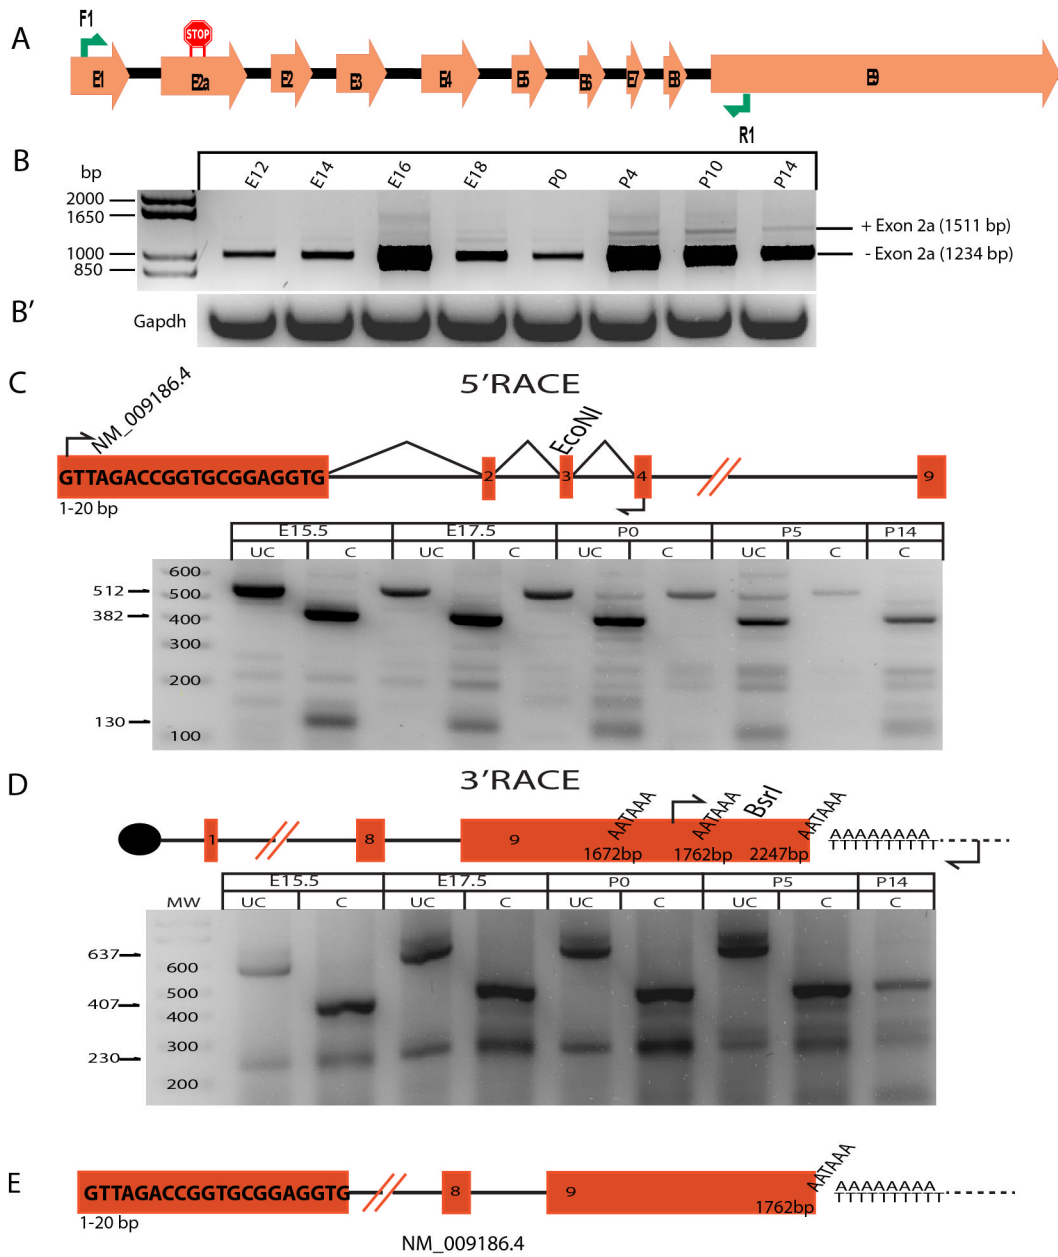 A
F1
STOP
E1 E2a E2 E3 E4 E5 E6 E7 E8 E9
R1
B
bp
E12 E14 E16 E18 P0 P4 P10 P14
2000
1650
1000
850
+ Exon 2a (1511 bp)
- Exon 2a (1234 bp)
B'
Gapdh
C
5'RACE
NM_009186.4
EcoNI
GTTAGACCGGTGCGGAGGTG 2 3 4 9
1-20 bp
E15.5 E17.5 P0 P5 P14
UC C UC C UC C UC C C
600
512 500
382 400
300
200
130
100
D
3'RACE
AATAAA AATAAA BsrI AATAAA
1 8 9
1672bp 1762bp 2247bp
AAAAAAAA
TTTTTTTTT
E15.5 E17.5 P0 P5 P14
MW UC C UC C UC C UC C C
637
600
500
407
400
300
230
200
E
AATAAA
GTTAGACCGGTGCGGAGGTG 8 9
1762bp
AAAAAAAA
TTTTTTTTT
1-20 bp
NM_009186.4